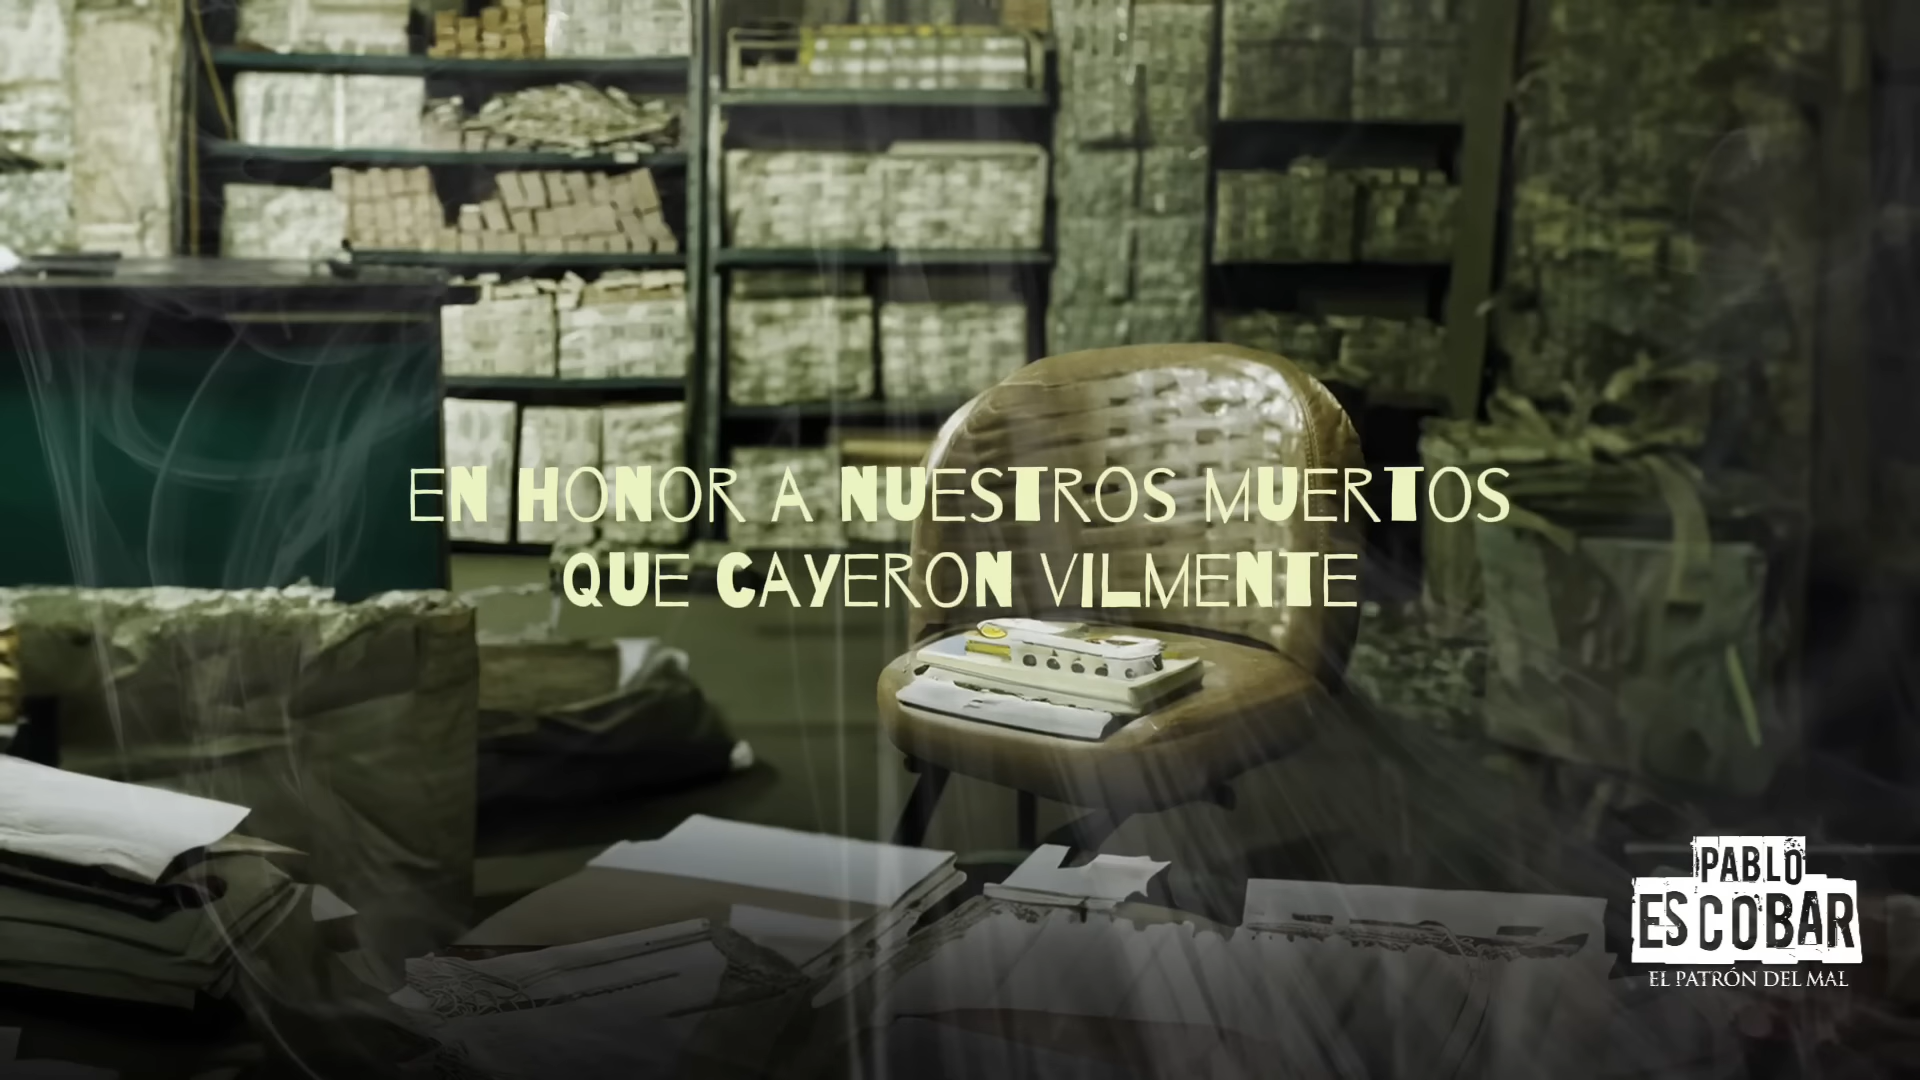 EN HONOR A NUESTROS MUERTOS
QUE CAYERON VILMENTE
PABLO
ESCOBAR
EL PATRÓN DEL MAL